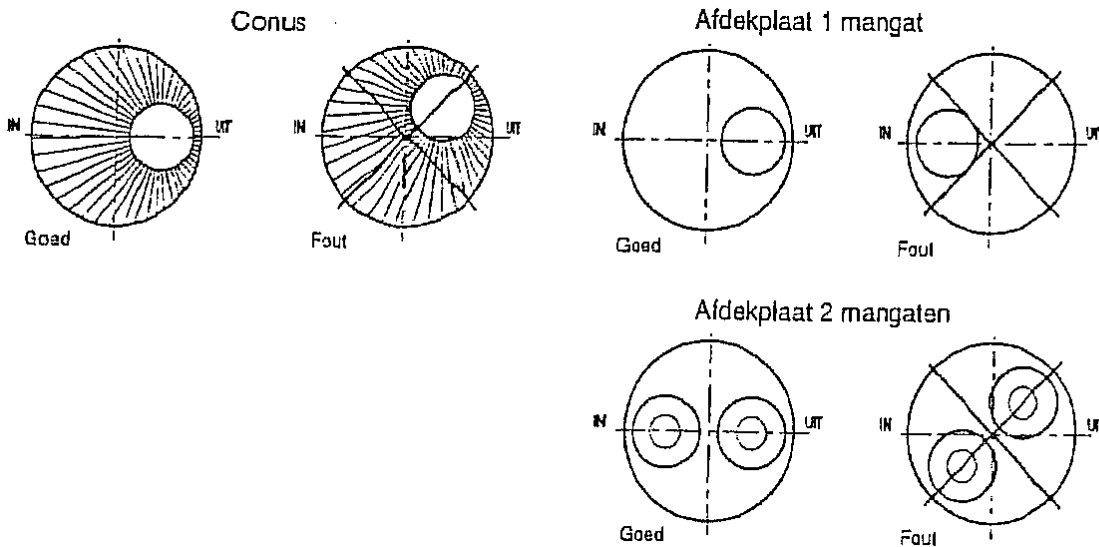 Conus
IN UIT
Goed
IN UIT
Fout
Afdekplaat 1 mangat
IN UIT
Goed
IN UIT
Fout
Afdekplaat 2 mangaten
IN UIT
Goed
IN UIT
Fout